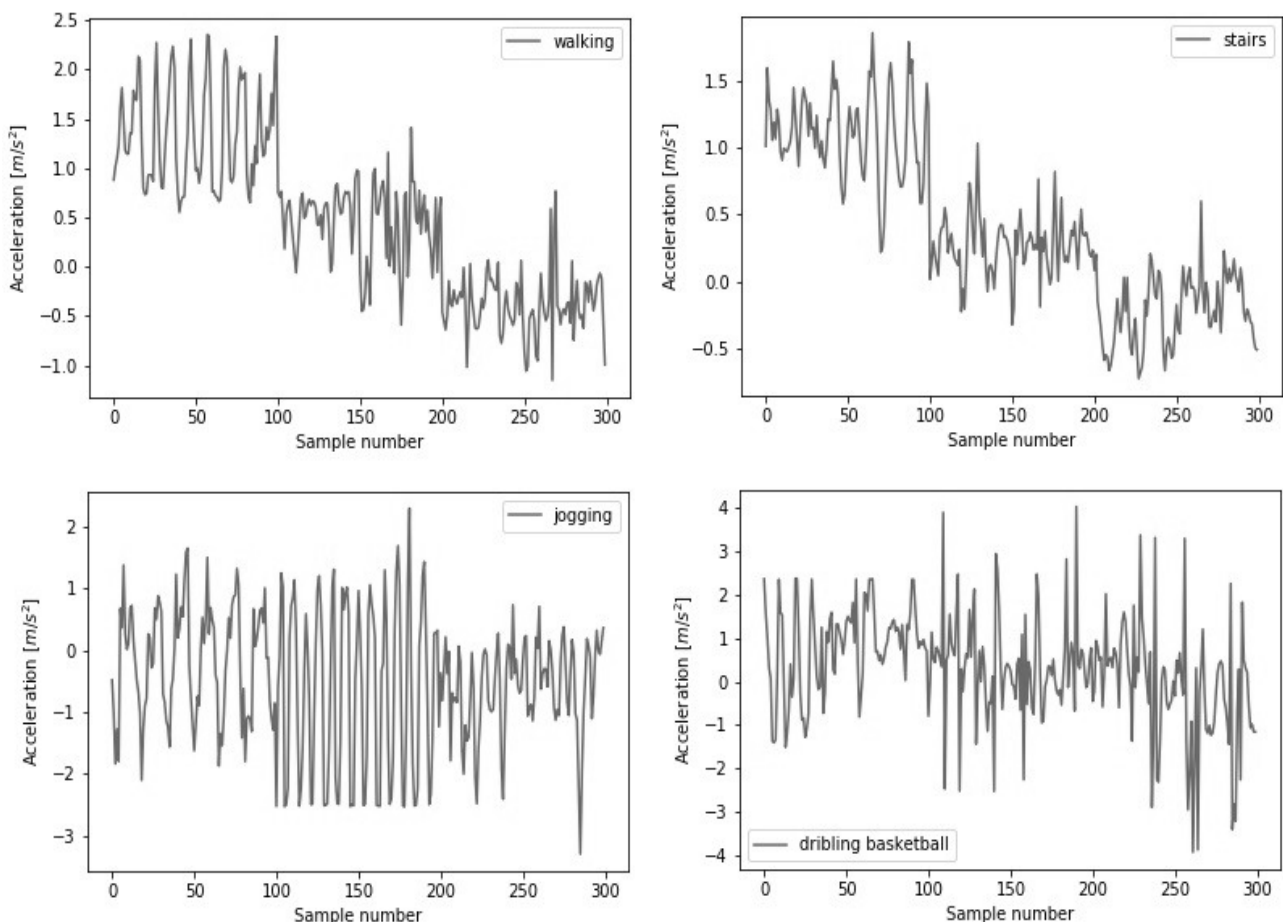 walking
2.5
2.0
1.5
1.0
0.5
0.0
−0.5
−1.0
Acceleration [m/s²]
0 50 100 150 200 250 300
Sample number
stairs
1.5
1.0
0.5
0.0
−0.5
Acceleration [m/s²]
0 50 100 150 200 250 300
Sample number
jogging
2
1
0
−1
−2
−3
Acceleration [m/s²]
0 50 100 150 200 250 300
Sample number
4
3
2
1
0
−1
−2
−3
−4
Acceleration [m/s²]
dribling basketball
0 50 100 150 200 250 300
Sample number